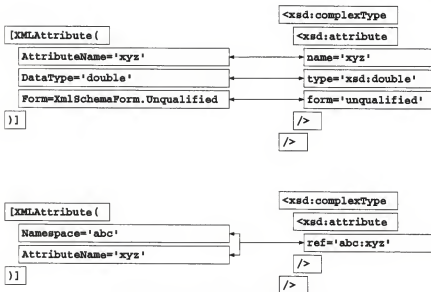 <xsd:complexType
[XMLAttribute(
<xsd:attribute
AttributeName='xyz'
name='xyz'
DataType='double'
type='xsd:double'
Form=XmlSchemaForm.Unqualified
form='unqualified'
)]
/>
/>
<xsd:complexType
[XMLAttribute(
<xsd:attribute
Namespace='abc'
ref='abc:xyz'
AttributeName='xyz'
/>
)]
/>